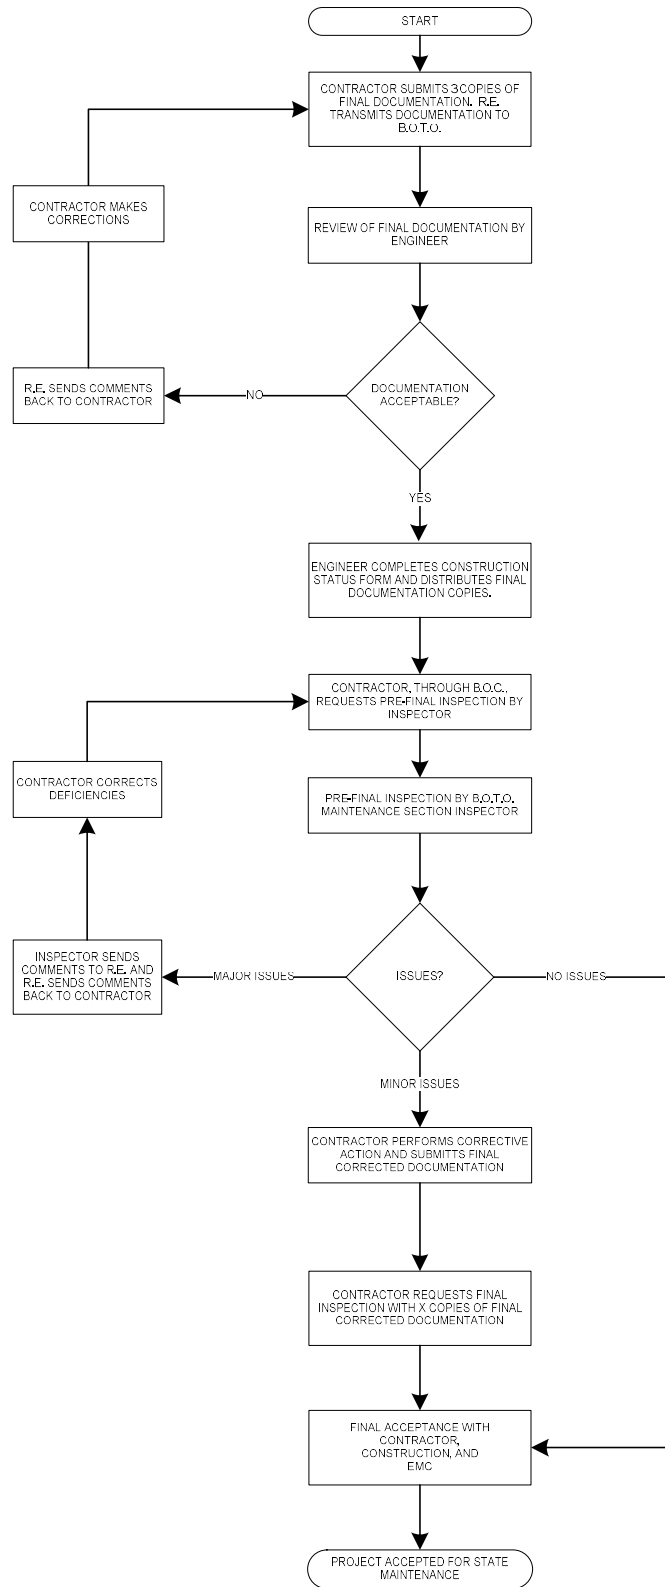 START
CONTRACTOR SUBMITS 3 COPIES OF
FINAL DOCUMENTATION. R.E.
TRANSMITS DOCUMENTATION TO
B.O.T.O.
CONTRACTOR MAKES
CORRECTIONS
REVIEW OF FINAL DOCUMENTATION BY
ENGINEER
DOCUMENTATION
ACCEPTABLE?
NO
R.E. SENDS COMMENTS
BACK TO CONTRACTOR
YES
ENGINEER COMPLETES CONSTRUCTION
STATUS FORM AND DISTRIBUTES FINAL
DOCUMENTATION COPIES.
CONTRACTOR, THROUGH B.O.C.,
REQUESTS PRE-FINAL INSPECTION BY
INSPECTOR
CONTRACTOR CORRECTS
DEFICIENCIES
PRE-FINAL INSPECTION BY B.O.T.O.
MAINTENANCE SECTION INSPECTOR
INSPECTOR SENDS
COMMENTS TO R.E. AND
R.E. SENDS COMMENTS
BACK TO CONTRACTOR
MAJOR ISSUES
ISSUES?
NO ISSUES
MINOR ISSUES
CONTRACTOR PERFORMS CORRECTIVE
ACTION AND SUBMITTS FINAL
CORRECTED DOCUMENTATION
CONTRACTOR REQUESTS FINAL
INSPECTION WITH X COPIES OF FINAL
CORRECTED DOCUMENTATION
FINAL ACCEPTANCE WITH
CONTRACTOR,
CONSTRUCTION, AND
EMC
PROJECT ACCEPTED FOR STATE
MAINTENANCE